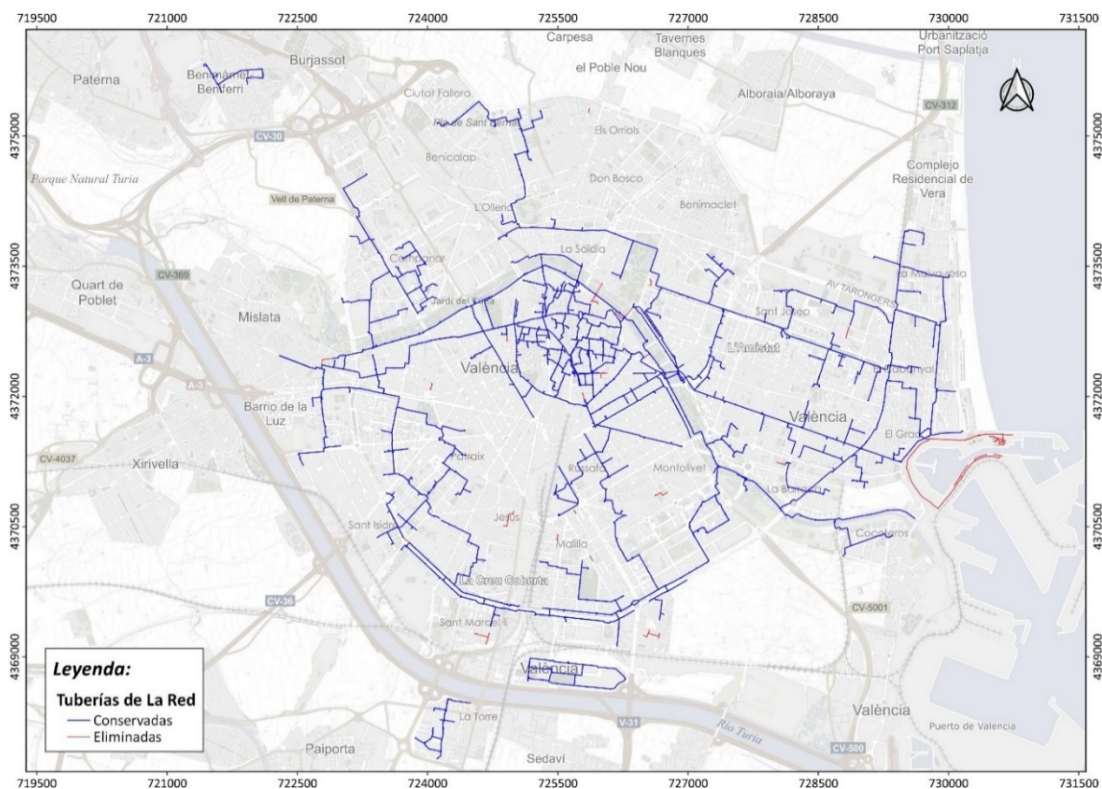 719500 721000 722500 724000 725500 727000 728500 730000 731500
Carpesa
Tavernes
Blanques
Urbanització
Port Saplatja
Burjassot
Paterna
Benimàmet-
Beniferri
el Poble Nou
Ciutat Fallera
Alboraia/Alboraya
CV-312
N
4375000
CV-30
Els Orriols
4375000
Benicalap
Complejo
Residencial de
Vera
Parque Natural Turia
Don Bosco
Vell de Paterna
L'Olleria
Benimaclet
La Saïdia
4373500
Campanar
4373500
CV-369
Quart de
Poblet
AV TARONGERS
Mislata
Sant Josep
L'Amistat
A-3
València
A-3
4372000
4372000
Barrio de la
Luz
València
El Grau
CV-4037
Xirivella
Patraix
Montolivet
4370500
Sant Isidre
Jesús
4370500
Malilla
La Creu Coberta
CV-36
CV-5001
Sant Marcel·lí
4369000
4369000
Leyenda:
Tuberías de La Red
Conservadas
Eliminadas
València
La Torre
V-31
València
Río Turia
Puerto de Valencia
Paiporta
Sedaví
CV-500
719500 721000 722500 724000 725500 727000 728500 730000 731500